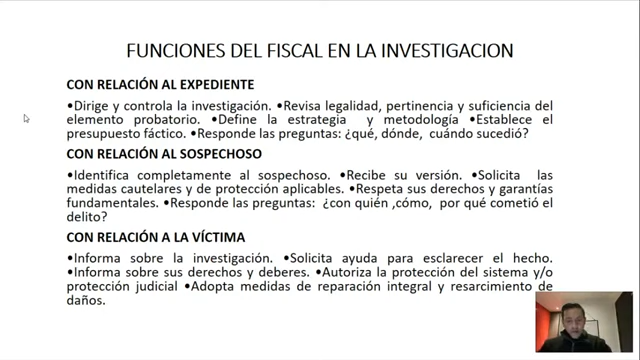 FUNCIONES DEL FISCAL EN LA INVESTIGACION
CON RELACIÓN AL EXPEDIENTE
•Dirige y controla la investigación. •Revisa legalidad, pertinencia y suficiencia del
elemento probatorio. •Define la estrategia y metodología •Establece el
presupuesto fáctico. •Responde las preguntas: ¿qué, dónde, cuándo sucedió?
CON RELACIÓN AL SOSPECHOSO
•Identifica completamente al sospechoso. •Recibe su versión. •Solicita las
medidas cautelares y de protección aplicables. •Respeta sus derechos y garantías
fundamentales. •Responde las preguntas: ¿con quién ,cómo, por qué cometió el
delito?
CON RELACIÓN A LA VÍCTIMA
•Informa sobre la investigación. •Solicita ayuda para esclarecer el hecho.
•Informa sobre sus derechos y deberes. •Autoriza la protección del sistema y/o
protección judicial •Adopta medidas de reparación integral y resarcimiento de
daños.